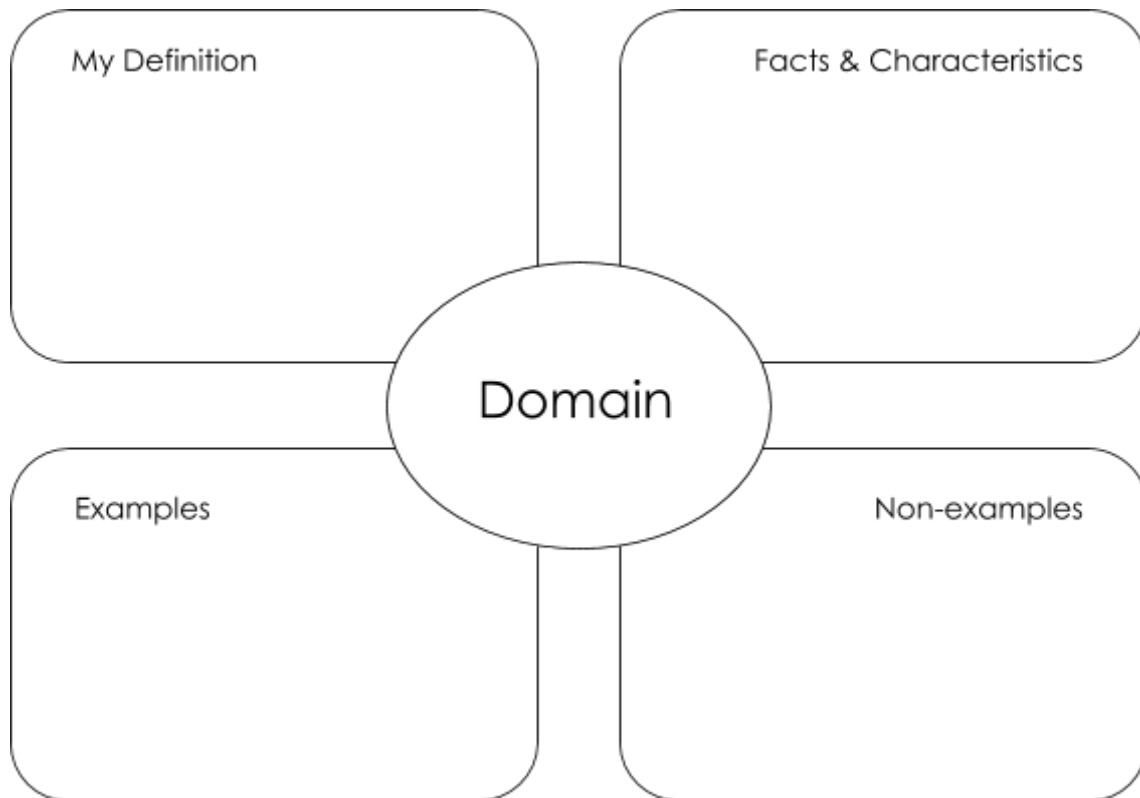 My Definition
Facts & Characteristics
Domain
Examples
Non-examples